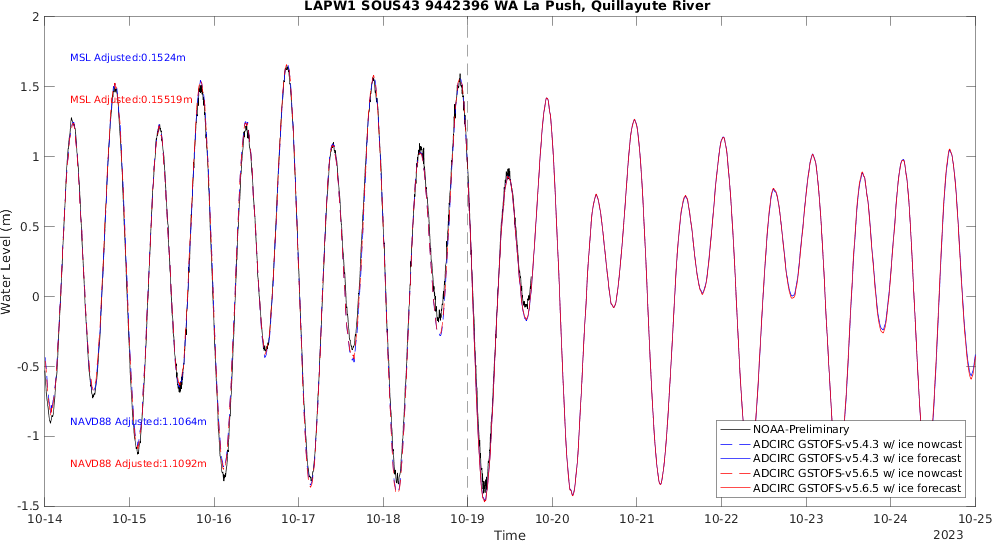 LAPW1 SOUS43 9442396 WA La Push, Quillayute River
2
1.5
1
0.5
0
-0.5
-1
-1.5
Water Level (m)
MSL Adjusted:0.1524m
MSL Adjusted:0.15519m
NAVD88 Adjusted:1.1064m
NAVD88 Adjusted:1.1092m
NOAA-Preliminary
ADCIRC GSTOFS-v5.4.3 w/ ice nowcast
ADCIRC GSTOFS-v5.4.3 w/ ice forecast
ADCIRC GSTOFS-v5.6.5 w/ ice nowcast
ADCIRC GSTOFS-v5.6.5 w/ ice forecast
10-14 10-15 10-16 10-17 10-18 10-19 10-20 10-21 10-22 10-23 10-24 10-25
Time
2023